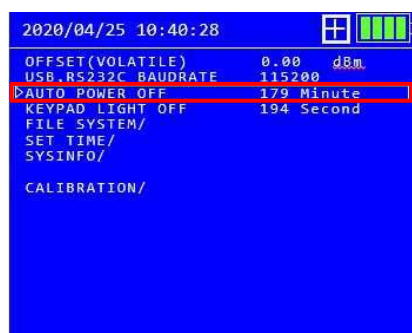 2020/04/25 10:40:28
OFFSET(VOLATILE) 0.00 dBm
USB.RS232C BAUDRATE 115200
AUTO POWER OFF 179 Minute
KEYPAD LIGHT OFF 194 Second
FILE SYSTEM/
SET TIME/
SYSINFO/
CALIBRATION/